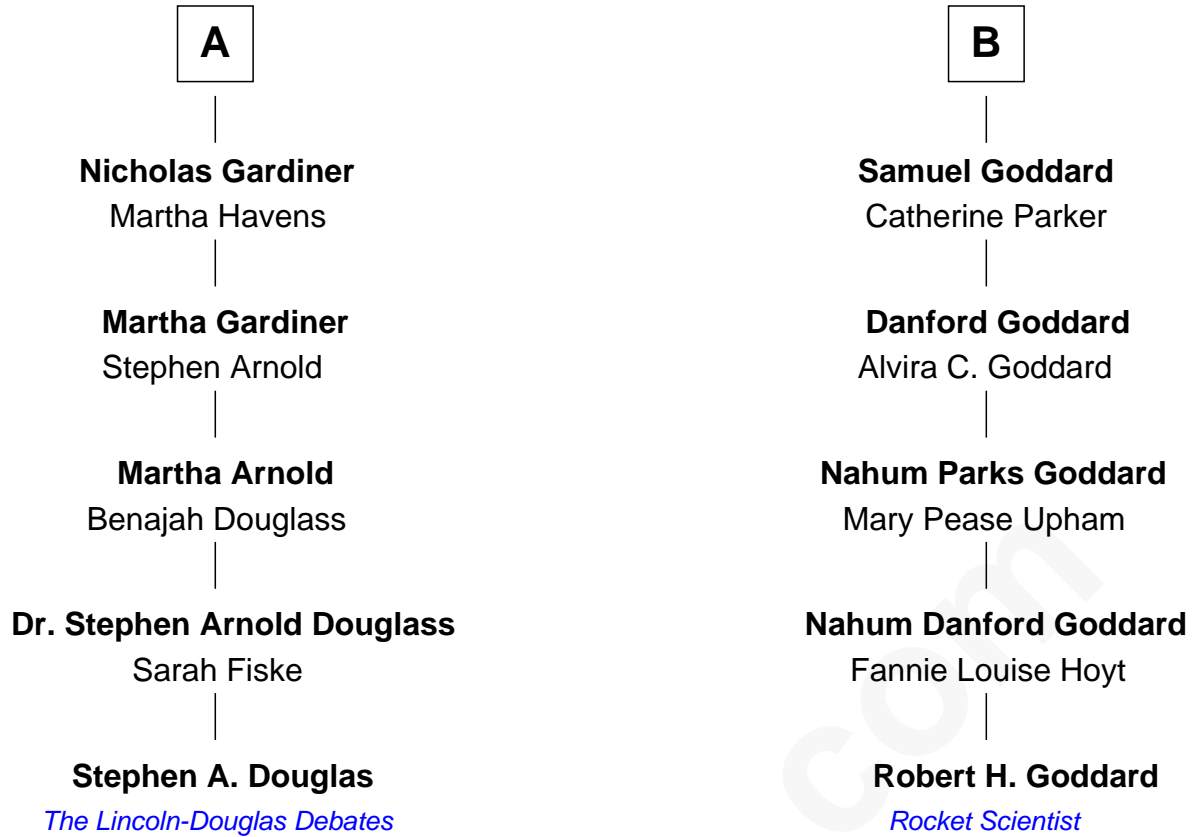 A
Nicholas Gardiner
Martha Havens
Martha Gardiner
Stephen Arnold
Martha Arnold
Benajah Douglass
Dr. Stephen Arnold Douglass
Sarah Fiske
Stephen A. Douglas
The Lincoln-Douglas Debates
B
Samuel Goddard
Catherine Parker
Danford Goddard
Alvira C. Goddard
Nahum Parks Goddard
Mary Pease Upham
Nahum Danford Goddard
Fannie Louise Hoyt
Robert H. Goddard
Rocket Scientist
com